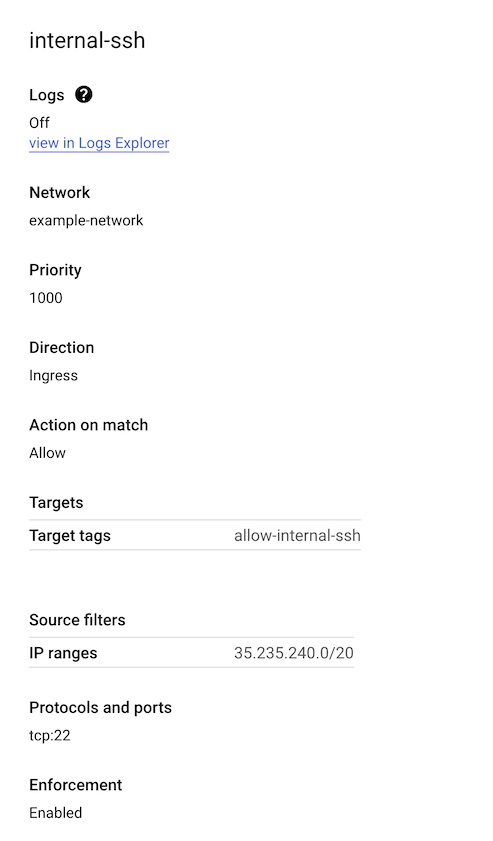 internal-ssh
Logs ?
Off
view in Logs Explorer
Network
example-network
Priority
1000
Direction
Ingress
Action on match
Allow
Targets
Target tags allow-internal-ssh
Source filters
IP ranges 35.235.240.0/20
Protocols and ports
tcp:22
Enforcement
Enabled